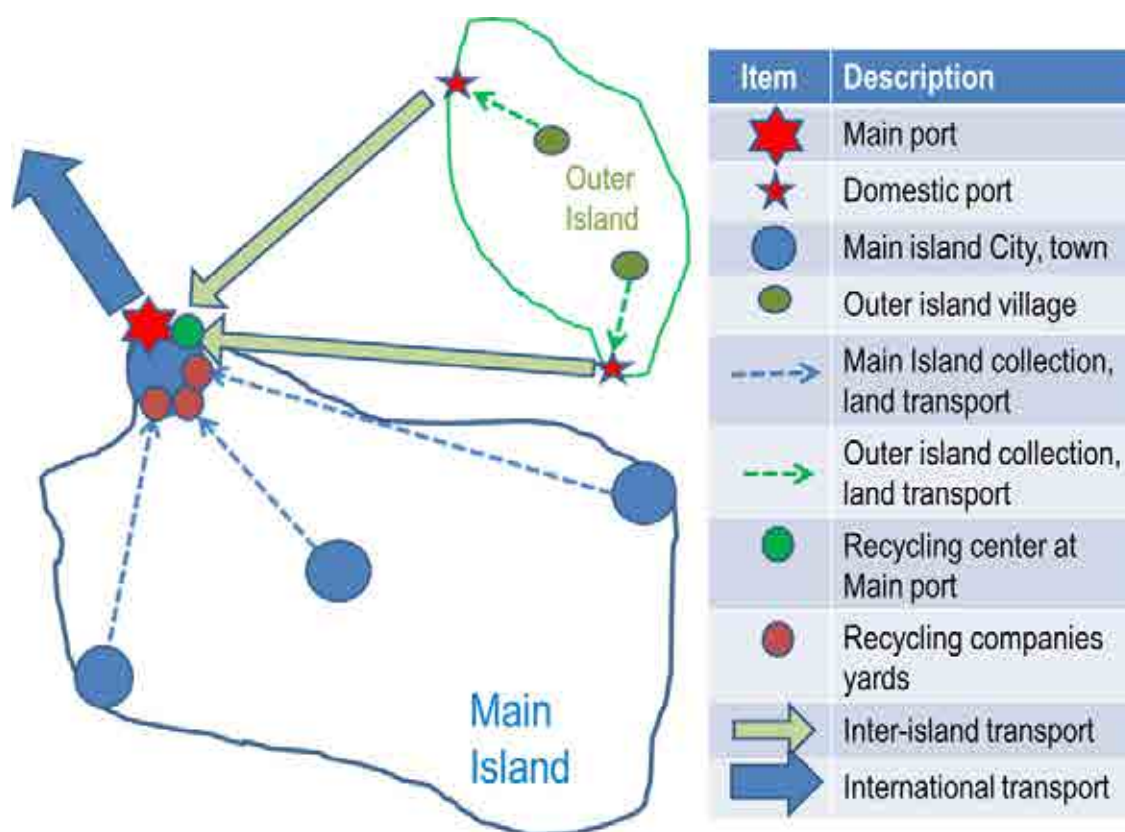 Outer
Island
Main
Island
Item Description
Main port
Domestic port
Main island City, town
Outer island village
Main Island collection,
land transport
Outer island collection,
land transport
Recycling center at
Main port
Recycling companies
yards
Inter-island transport
International transport